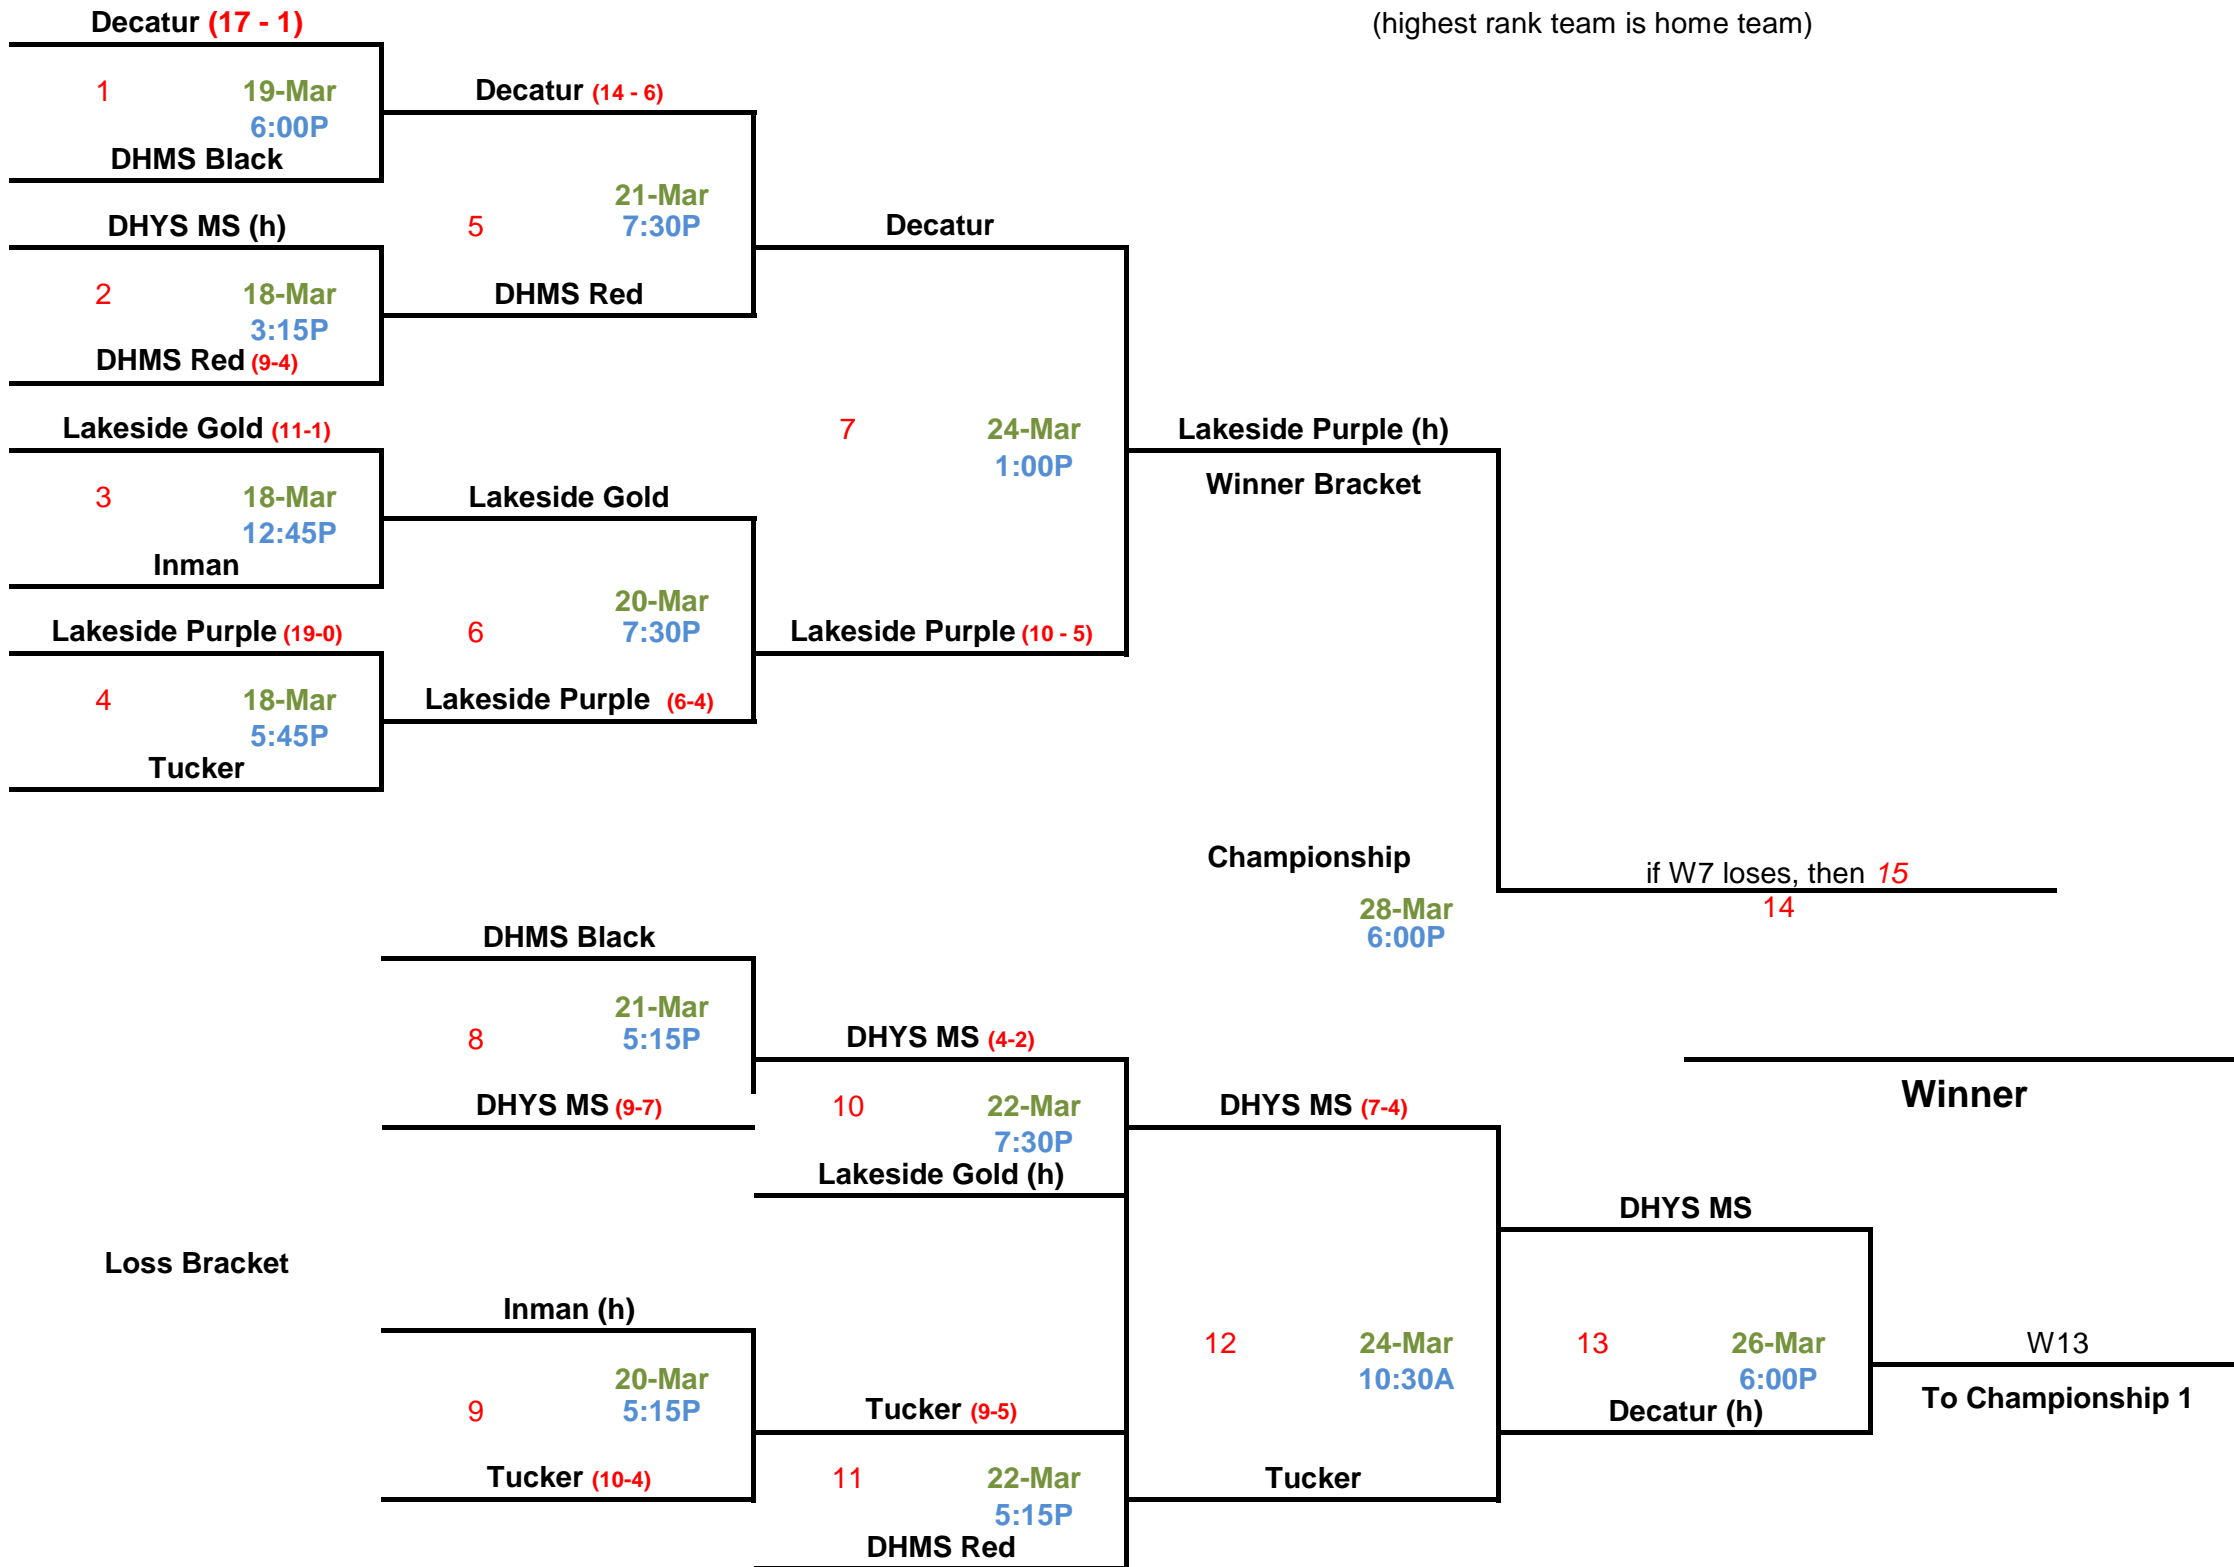 Decatur (17 - 1)
(highest rank team is home team)
1 19-Mar
6:00P
DHMS Black
Decatur (14 - 6)
DHYS MS (h)
5 21-Mar
7:30P
Decatur
2 18-Mar
3:15P
DHMS Red (9-4)
DHMS Red
Lakeside Gold (11-1)
7 24-Mar
1:00P
Lakeside Purple (h)
Winner Bracket
3 18-Mar
12:45P
Inman
Lakeside Gold
Lakeside Purple (19-0)
6 20-Mar
7:30P
Lakeside Purple (10 - 5)
4 18-Mar
5:45P
Tucker
Lakeside Purple (6-4)
Championship
28-Mar
6:00P
if W7 loses, then 15
14
DHMS Black
8 21-Mar
5:15P
DHYS MS (9-7)
DHYS MS (4-2)
10 22-Mar
7:30P
Lakeside Gold (h)
DHYS MS (7-4)
Winner
DHYS MS
Loss Bracket
Inman (h)
9 20-Mar
5:15P
Tucker (10-4)
Tucker (9-5)
11 22-Mar
5:15P
DHMS Red
12 24-Mar
10:30A
Tucker
13 26-Mar
6:00P
Decatur (h)
W13
To Championship 1